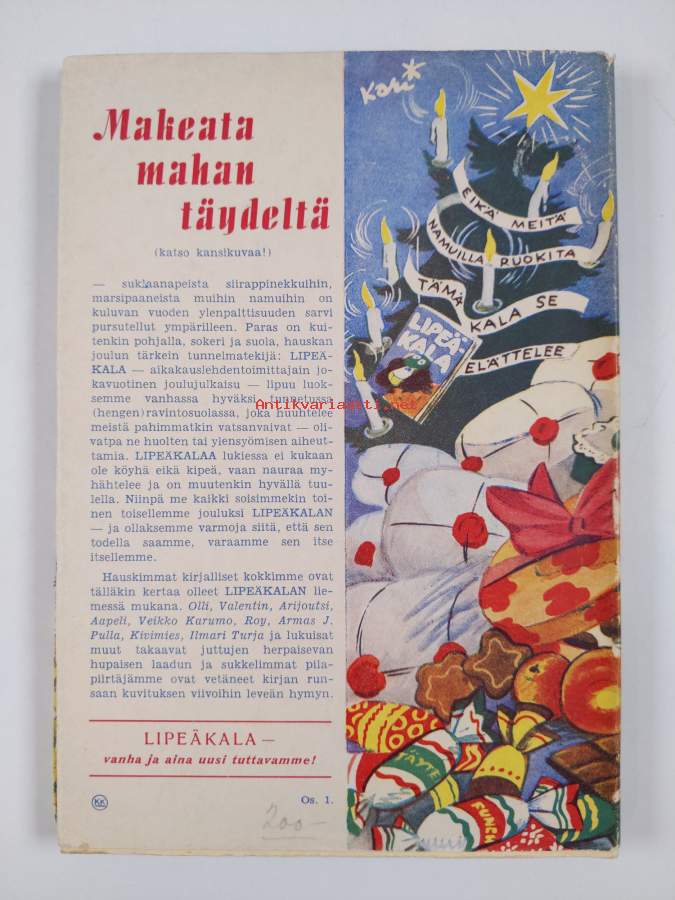 Makeata
mahan
täydeltä
(katso kansikuvaa!)
— suklaanapeista siirappinekkuihin,
marsipaaneista muihin namuihin on
kuluvan vuoden ylenpalttisuuden sarvi
pursutellut ympärilleen. Paras on kui-
tenkin pohjalla, sokeri ja suola, hauskan
joulun tärkein tunnelmatekijä: LIPEÄ-
KALA — aikakauslehdentoimittajain jo-
kavuotinen joulujulkaisu — lipuu luok-
semme vanhassa hyväksi tunnetussa
(hengen)ravintosuolassa, joka huuhtelee
meistä pahimmatkin vatsanvaivat — oli-
vatpa ne huolten tai ylensyömisen aiheut-
tamia. LIPEÄKALAA lukiessa ei kukaan
ole köyhä eikä kipeä, vaan nauraa my-
hähtelee ja on muutenkin hyvällä tuu-
lella. Niinpä me kaikki soisimmekin toi-
nen toisellemme jouluksi LIPEÄKALAN
— ja ollaksemme varmoja siitä, että sen
todella saamme, varaamme sen itse
itsellemme.
Hauskimmat kirjalliset kokkimme ovat
tälläkin kertaa olleet LIPEÄKALAN lie-
messä mukana. Olli, Valentin, Arijoutsi,
Aapeli, Veikko Karumo, Roy, Armas J.
Pulla, Kivimies, Ilmari Turja ja lukuisat
muut takaavat juttujen herpaisevan
hupaisen laadun ja sukkelimmat pila-
piirtäjämme ovat vetäneet kirjan run-
saan kuvituksen viivoihin leveän hymyn.
LIPEÄKALA —
vanha ja aina uusi tuttavamme!
KK
Os. 1.
200-
Kari
EIKÄ MEITÄ
NAMUILLA RUOKITA
TÄMÄ
KALA SE
ELÄTTELEE
LIPEÄ-
KALA
TÄYTE
PUNCH
Antikvariaatti.net